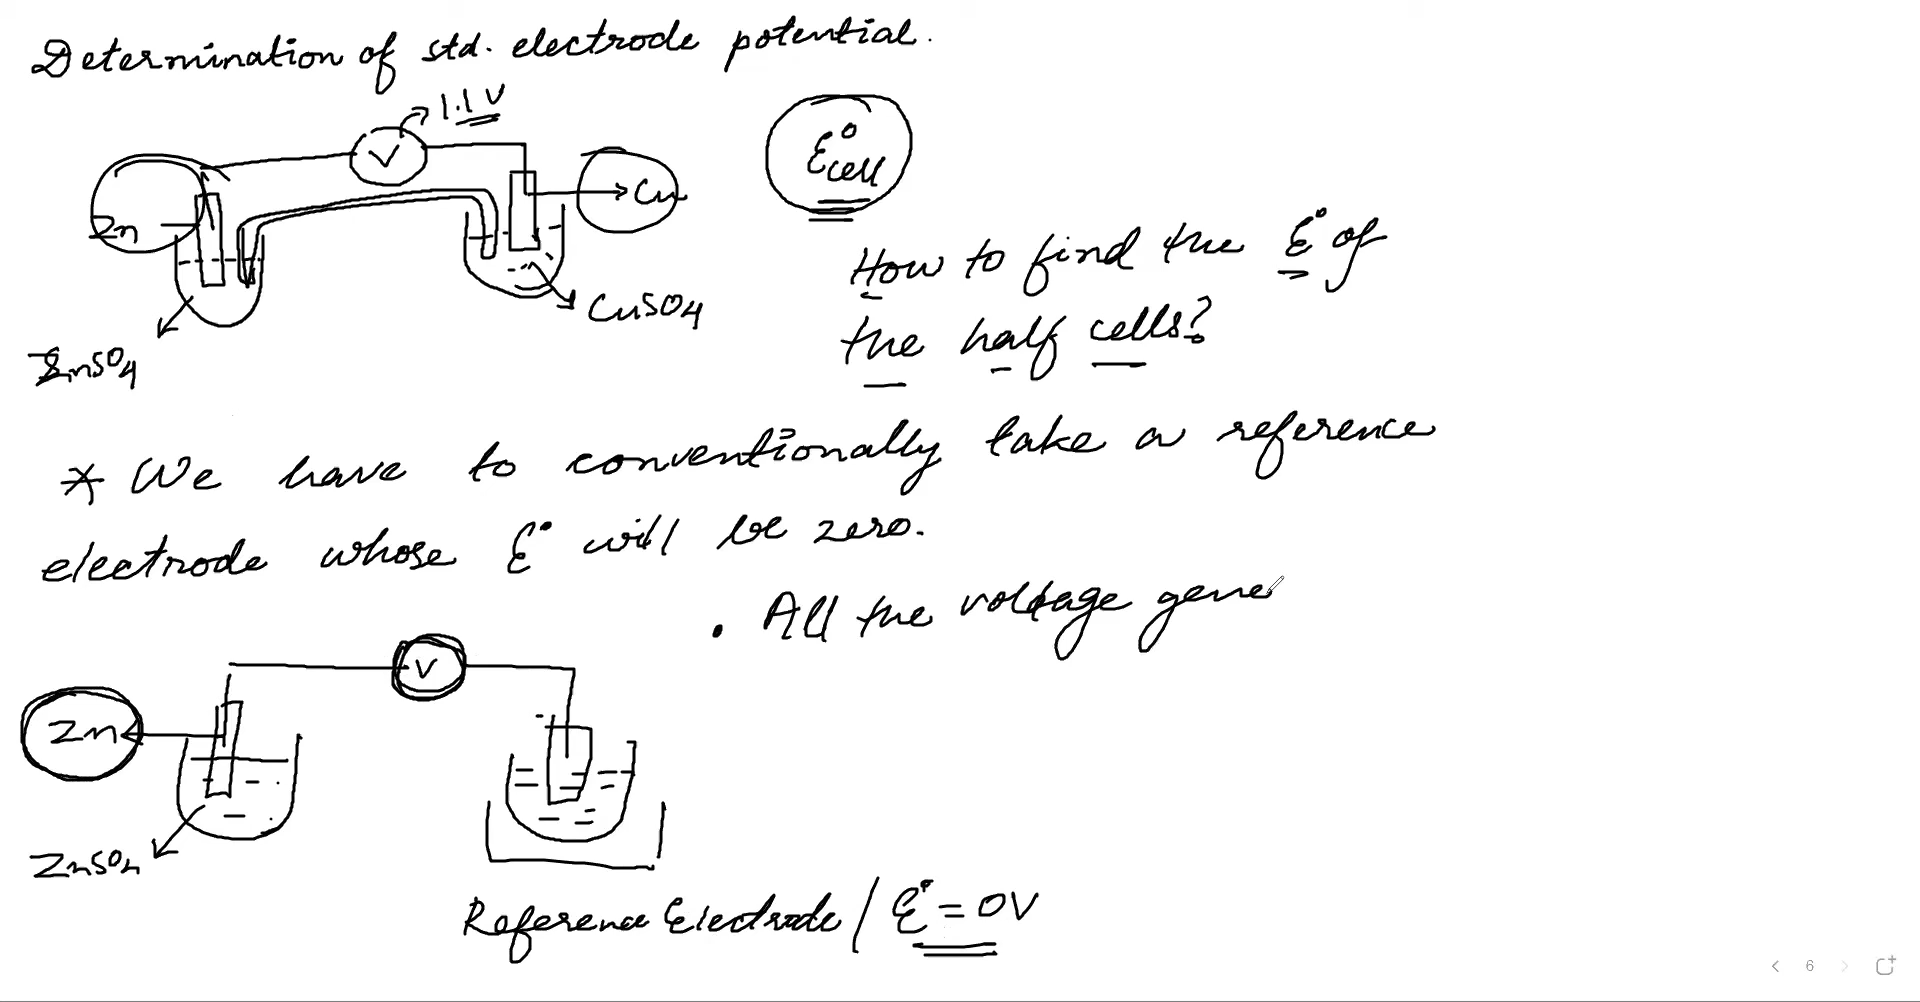 Determination of std. electrode potential.
1.1 V
V
Zn
Cu
E°cell
CuSO4
ZnSO4
How to find the E° of
the half cells?
* We have to conventionally take a reference
electrode whose E° will be zero.
. All the voltage gene
V
Zn
ZnSO4
Reference Electrode / E° = 0V
6